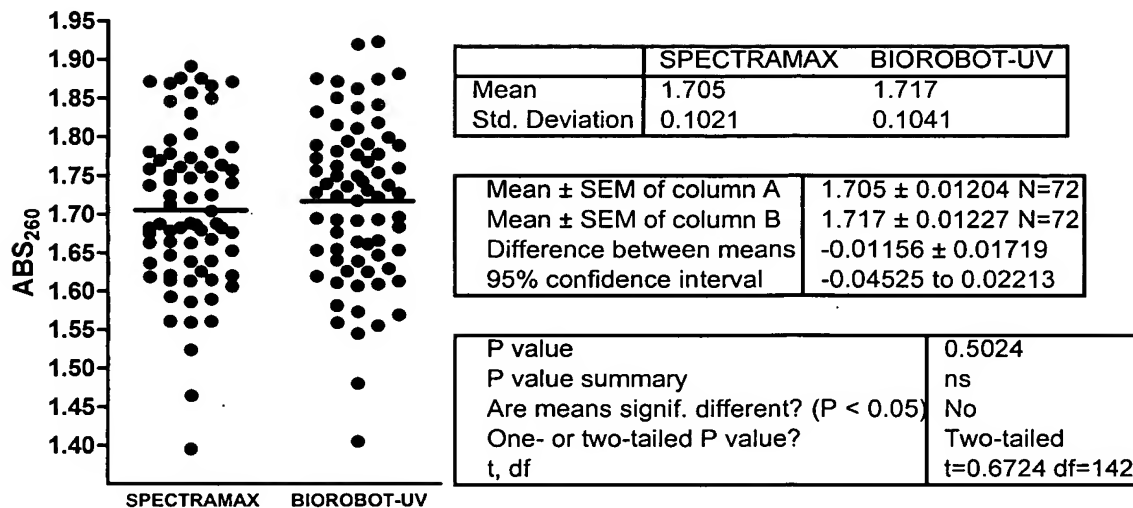 1.95
1.90
1.85
1.80
1.75
1.70
1.65
1.60
1.55
1.50
1.45
1.40
ABS260
SPECTRAMAX BIOROBOT-UV
SPECTRAMAX BIOROBOT-UV
Mean 1.705 1.717
Std. Deviation 0.1021 0.1041
Mean ± SEM of column A 1.705 ± 0.01204 N=72
Mean ± SEM of column B 1.717 ± 0.01227 N=72
Difference between means -0.01156 ± 0.01719
95% confidence interval -0.04525 to 0.02213
P value 0.5024
P value summary ns
Are means signif. different? (P < 0.05) No
One- or two-tailed P value? Two-tailed
t, df t=0.6724 df=142